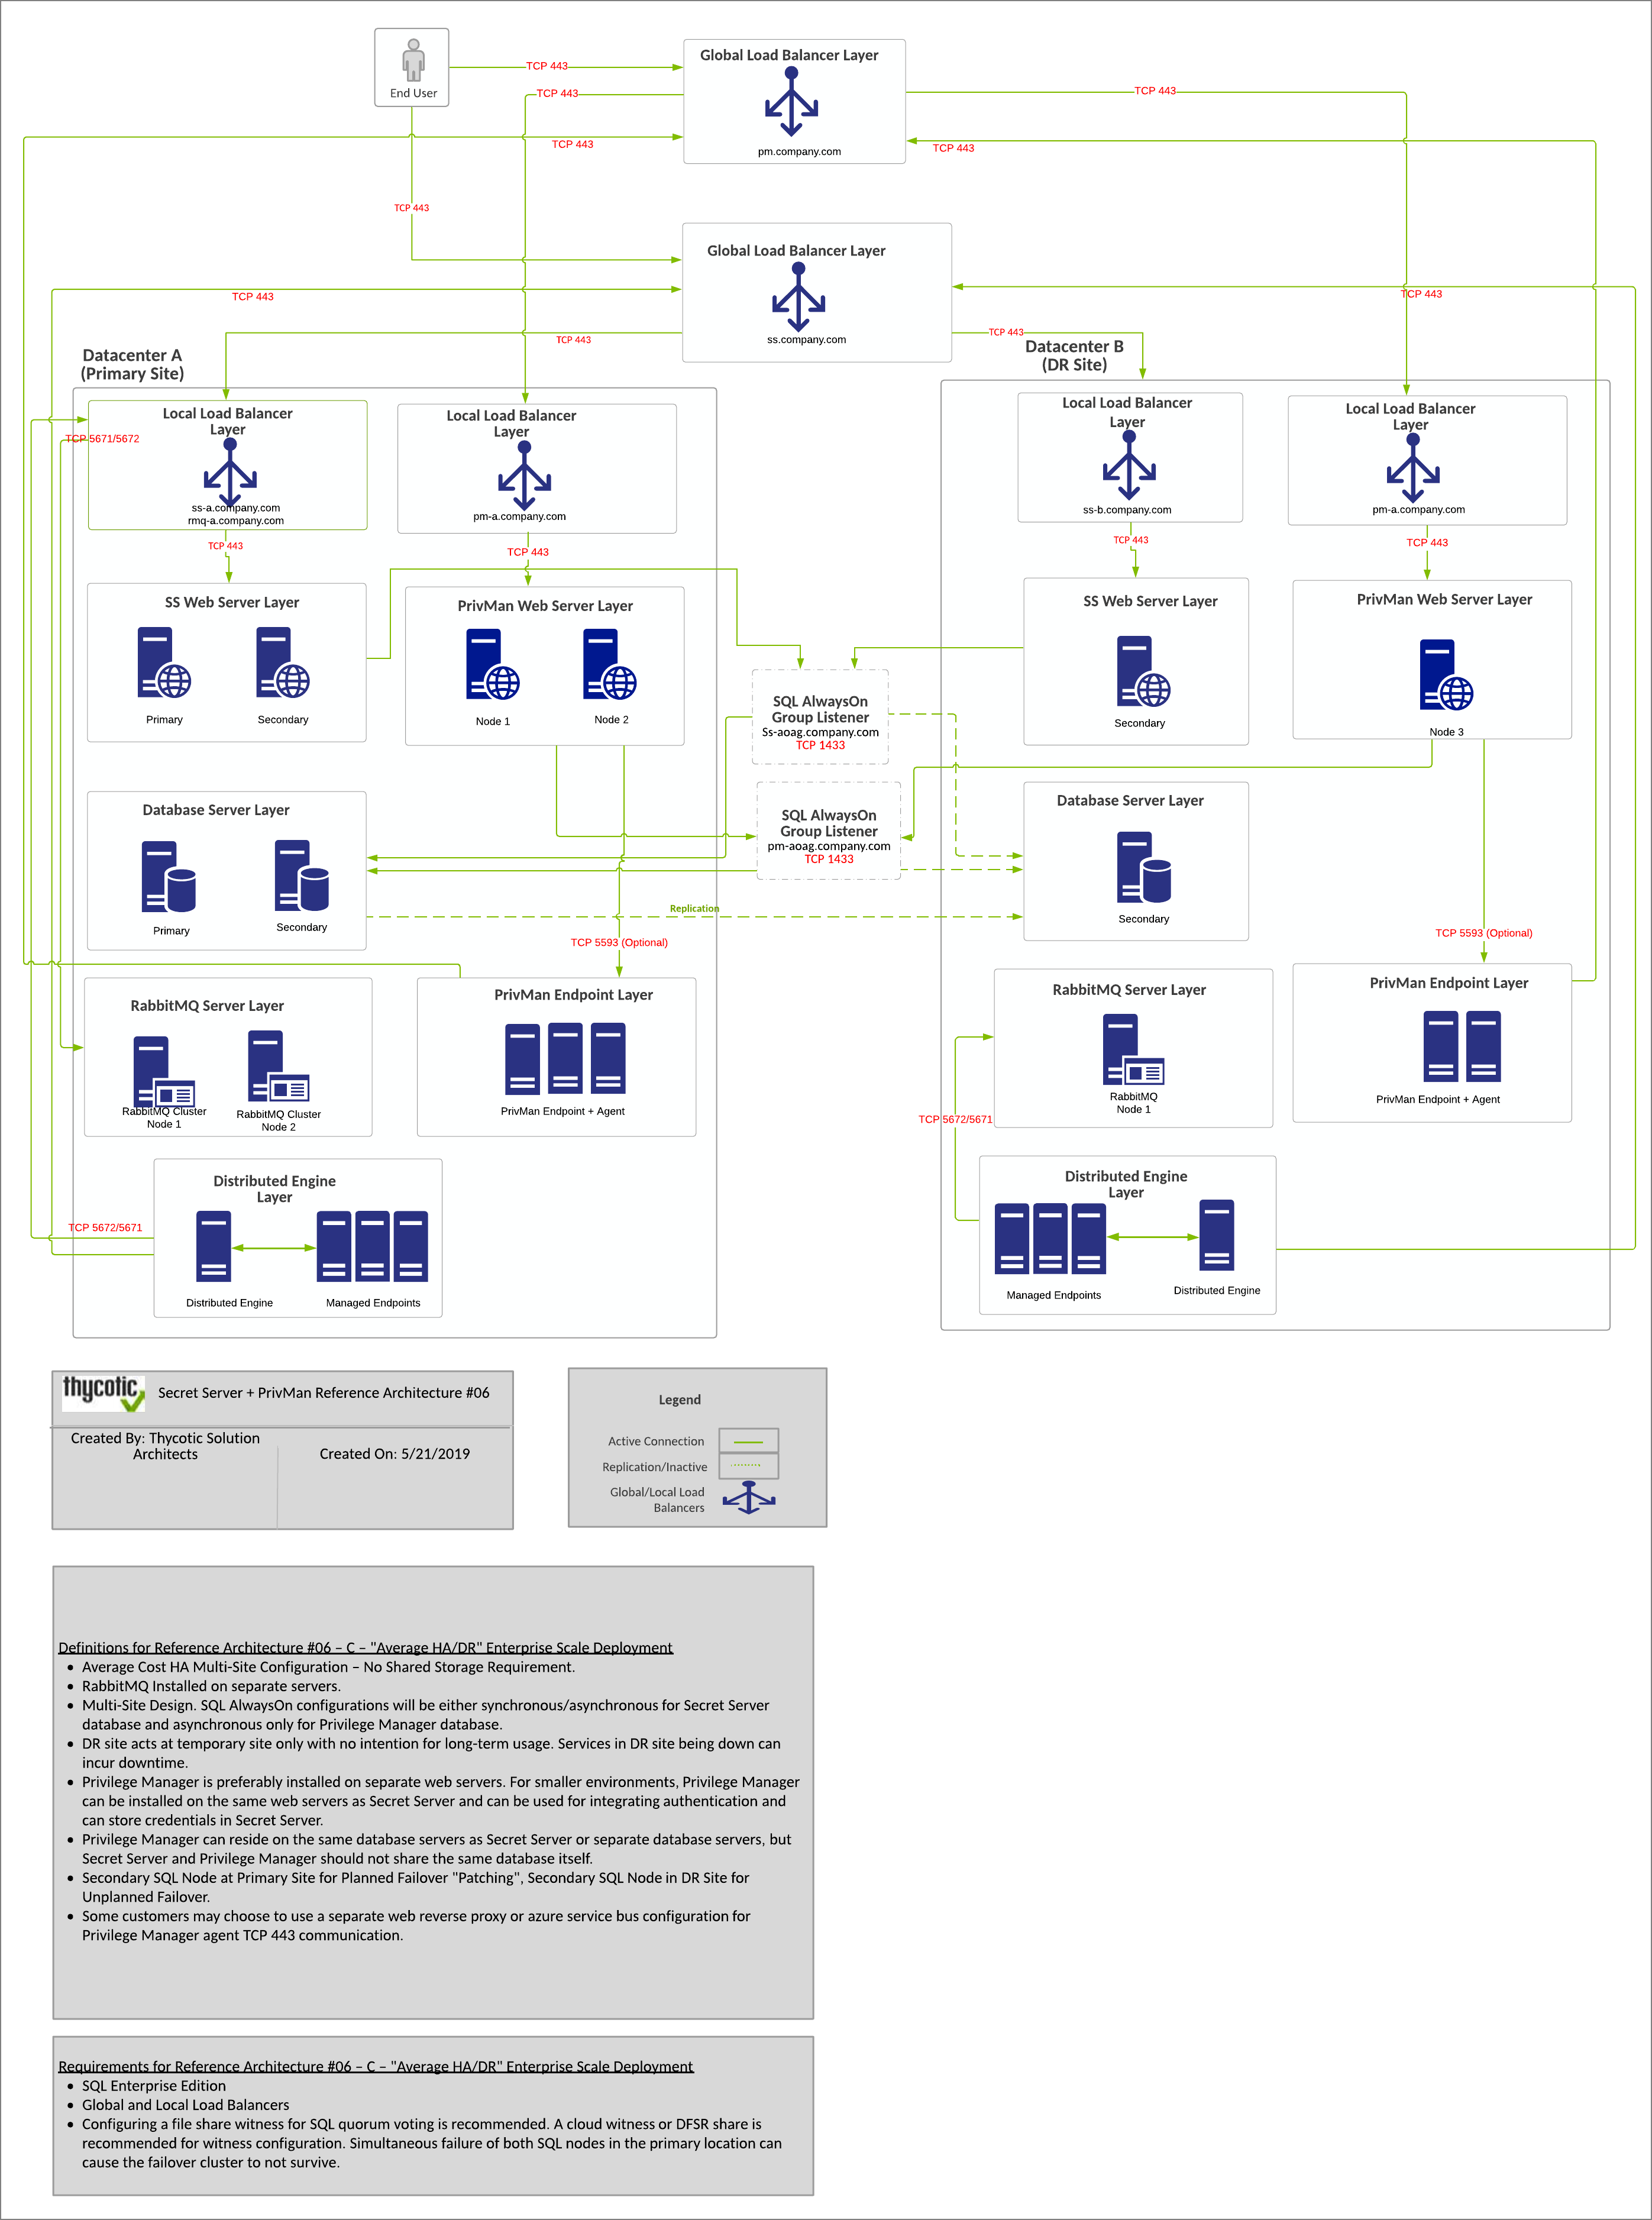 End User
TCP 443
TCP 443
TCP 443
TCP 443
Global Load Balancer Layer
pm.company.com
TCP 443
TCP 443
Global Load Balancer Layer
ss.company.com
TCP 443
TCP 443
TCP 443
TCP 443
Datacenter A
(Primary Site)
Local Load Balancer
Layer
ss-a.company.com
rmq-a.company.com
TCP 5671/5672
TCP 443
Local Load Balancer
Layer
pm-a.company.com
TCP 443
SS Web Server Layer
Primary
Secondary
PrivMan Web Server Layer
Node 1
Node 2
Database Server Layer
Primary
Secondary
Replication
TCP 5593 (Optional)
RabbitMQ Server Layer
RabbitMQ Cluster
Node 1
RabbitMQ Cluster
Node 2
PrivMan Endpoint Layer
PrivMan Endpoint + Agent
TCP 5672/5671
Distributed Engine
Layer
Distributed Engine
Managed Endpoints
SQL AlwaysOn
Group Listener
Ss-aoag.company.com
TCP 1433
SQL AlwaysOn
Group Listener
pm-aoag.company.com
TCP 1433
Datacenter B
(DR Site)
Local Load Balancer
Layer
ss-b.company.com
TCP 443
Local Load Balancer
Layer
pm-a.company.com
TCP 443
SS Web Server Layer
Secondary
PrivMan Web Server Layer
Node 3
Database Server Layer
Secondary
TCP 5593 (Optional)
RabbitMQ Server Layer
RabbitMQ
Node 1
PrivMan Endpoint Layer
PrivMan Endpoint + Agent
TCP 5672/5671
Distributed Engine
Layer
Managed Endpoints
Distributed Engine
thycotic
Secret Server + PrivMan Reference Architecture #06
Created By: Thycotic Solution
Architects
Created On: 5/21/2019
Legend
Active Connection
Replication/Inactive
Global/Local Load
Balancers
Definitions for Reference Architecture #06 – C – "Average HA/DR" Enterprise Scale Deployment
• Average Cost HA Multi-Site Configuration – No Shared Storage Requirement.
• RabbitMQ Installed on separate servers.
• Multi-Site Design. SQL AlwaysOn configurations will be either synchronous/asynchronous for Secret Server
database and asynchronous only for Privilege Manager database.
• DR site acts at temporary site only with no intention for long-term usage. Services in DR site being down can
incur downtime.
• Privilege Manager is preferably installed on separate web servers. For smaller environments, Privilege Manager
can be installed on the same web servers as Secret Server and can be used for integrating authentication and
can store credentials in Secret Server.
• Privilege Manager can reside on the same database servers as Secret Server or separate database servers, but
Secret Server and Privilege Manager should not share the same database itself.
• Secondary SQL Node at Primary Site for Planned Failover "Patching", Secondary SQL Node in DR Site for
Unplanned Failover.
• Some customers may choose to use a separate web reverse proxy or azure service bus configuration for
Privilege Manager agent TCP 443 communication.
Requirements for Reference Architecture #06 – C – "Average HA/DR" Enterprise Scale Deployment
• SQL Enterprise Edition
• Global and Local Load Balancers
• Configuring a file share witness for SQL quorum voting is recommended. A cloud witness or DFSR share is
recommended for witness configuration. Simultaneous failure of both SQL nodes in the primary location can
cause the failover cluster to not survive.